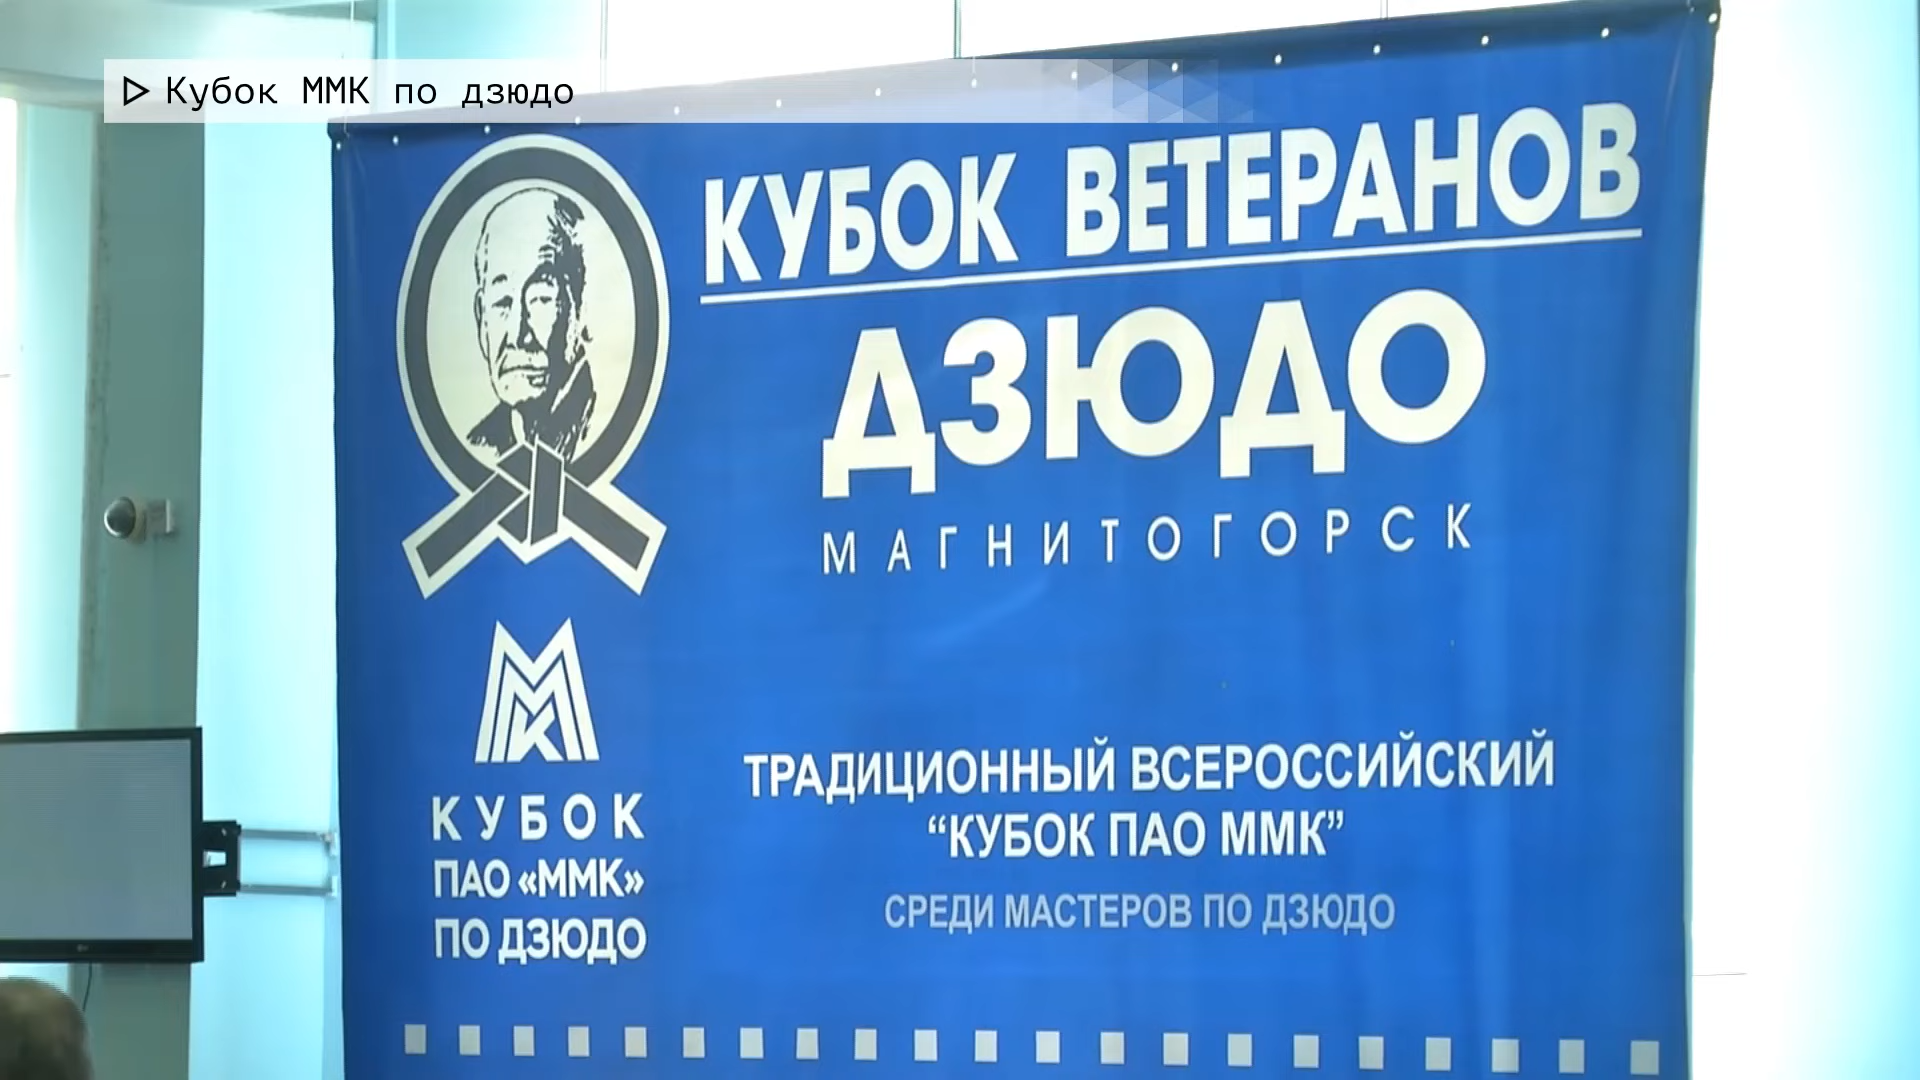 Кубок ММК по дзюдо
КУБОК ВЕТЕРАНОВ
ДЗЮДО
МАГНИТОГОРСК
ММК
КУБОК
ПАО «ММК»
ПО ДЗЮДО
ТРАДИЦИОННЫЙ ВСЕРОССИЙСКИЙ
“КУБОК ПАО ММК”
СРЕДИ МАСТЕРОВ ПО ДЗЮДО